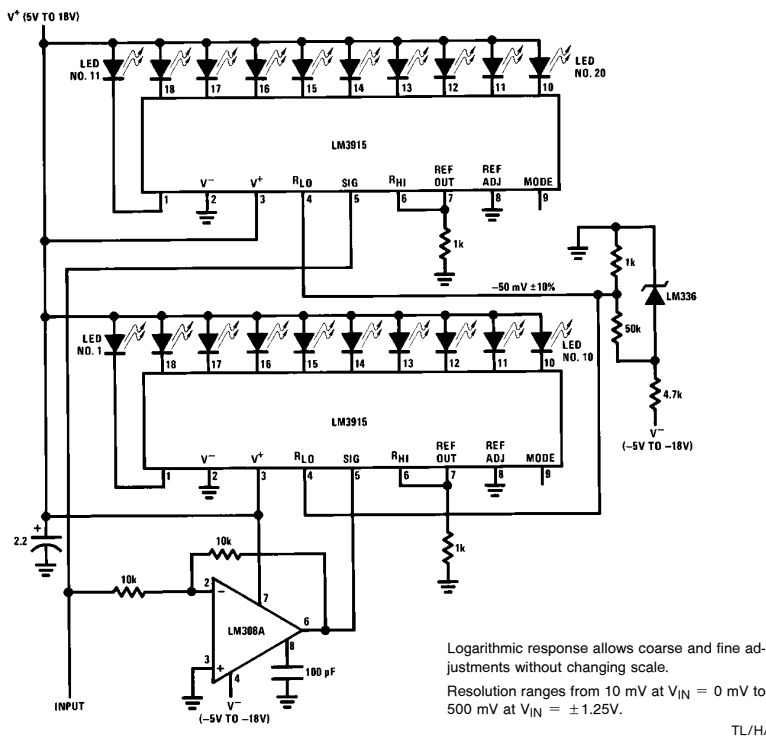 V+ (5V TO 18V)
LED NO. 11
LED NO. 20
18 17 16 15 14 13 12 11 10
LM3915
V− V+ RLO SIG RHI REF OUT REF ADJ MODE
1 2 3 4 5 6 7 8 9
1k
−50 mV ±10%
1k
LM336
50k
4.7k
V−
(−5V TO −18V)
LED NO. 1
LED NO. 10
18 17 16 15 14 13 12 11 10
LM3915
V− V+ RLO SIG RHI REF OUT REF ADJ MODE
1 2 3 4 5 6 7 8 9
1k
+
2.2
10k
10k
2
−
7
LM308A
6
8
3
+
4
100 pF
V−
(−5V TO −18V)
INPUT
Logarithmic response allows coarse and fine ad-
justments without changing scale.
Resolution ranges from 10 mV at VIN = 0 mV to
500 mV at VIN = ±1.25V.
TL/H/